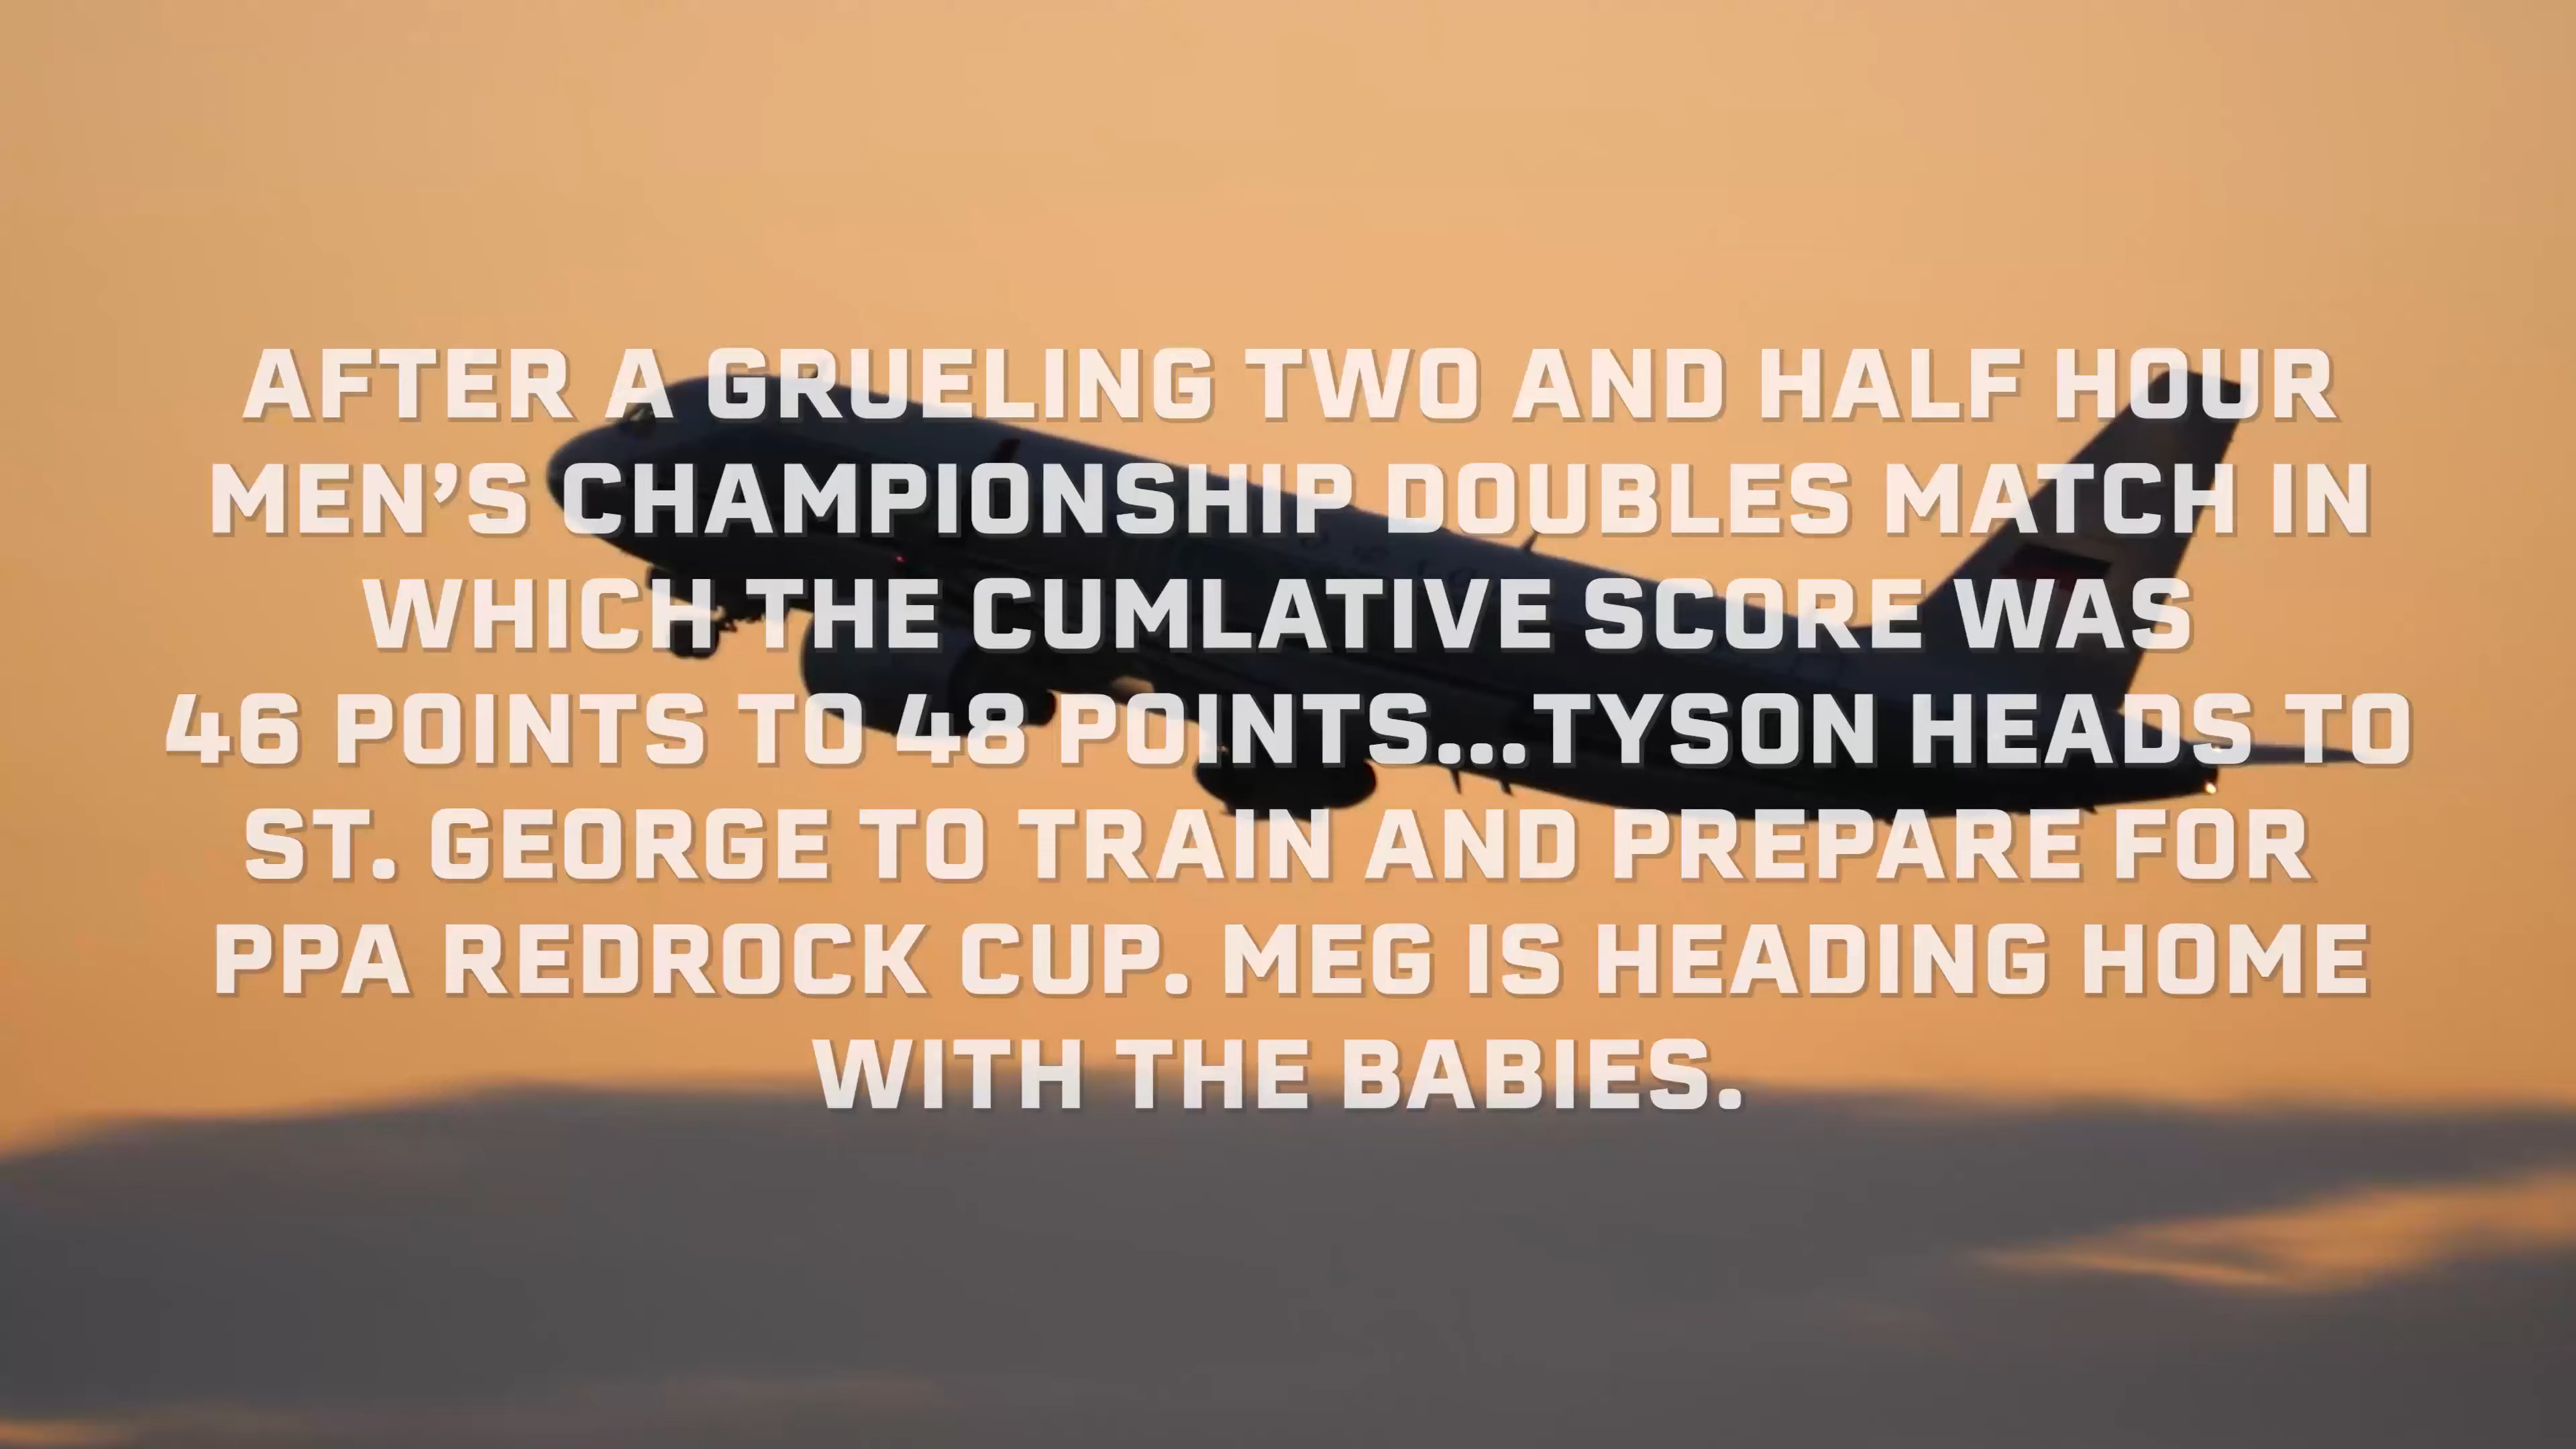 AFTER A GRUELING TWO AND HALF HOUR
MEN’S CHAMPIONSHIP DOUBLES MATCH IN
WHICH THE CUMLATIVE SCORE WAS
46 POINTS TO 48 POINTS...TYSON HEADS TO
ST. GEORGE TO TRAIN AND PREPARE FOR
PPA REDROCK CUP. MEG IS HEADING HOME
WITH THE BABIES.